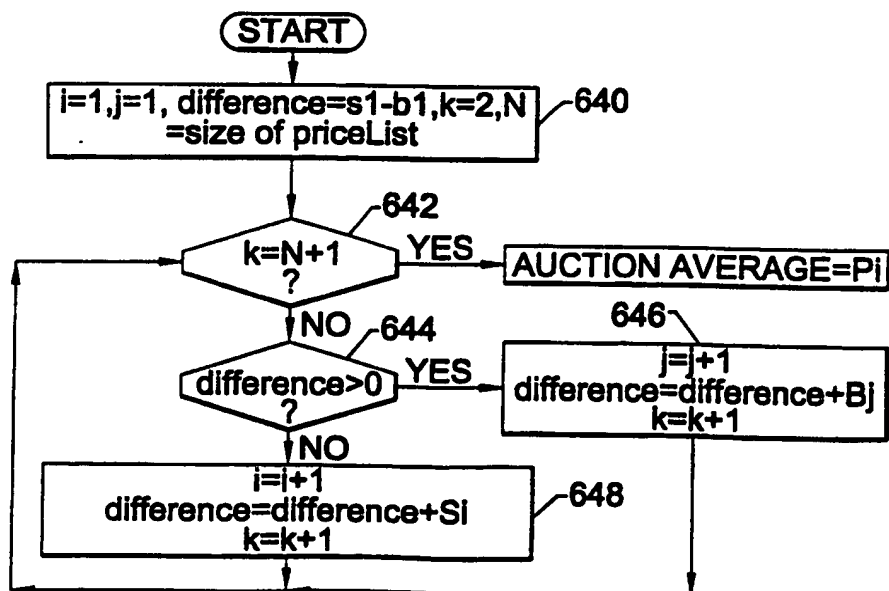 START
i=1,j=1, difference=s1-b1,k=2,N
=size of priceList
640
642
k=N+1
?
YES
AUCTION AVERAGE=Pi
NO
644
difference>0
?
YES
646
j=j+1
difference=difference+Bj
k=k+1
NO
i=i+1
difference=difference+Si
k=k+1
648